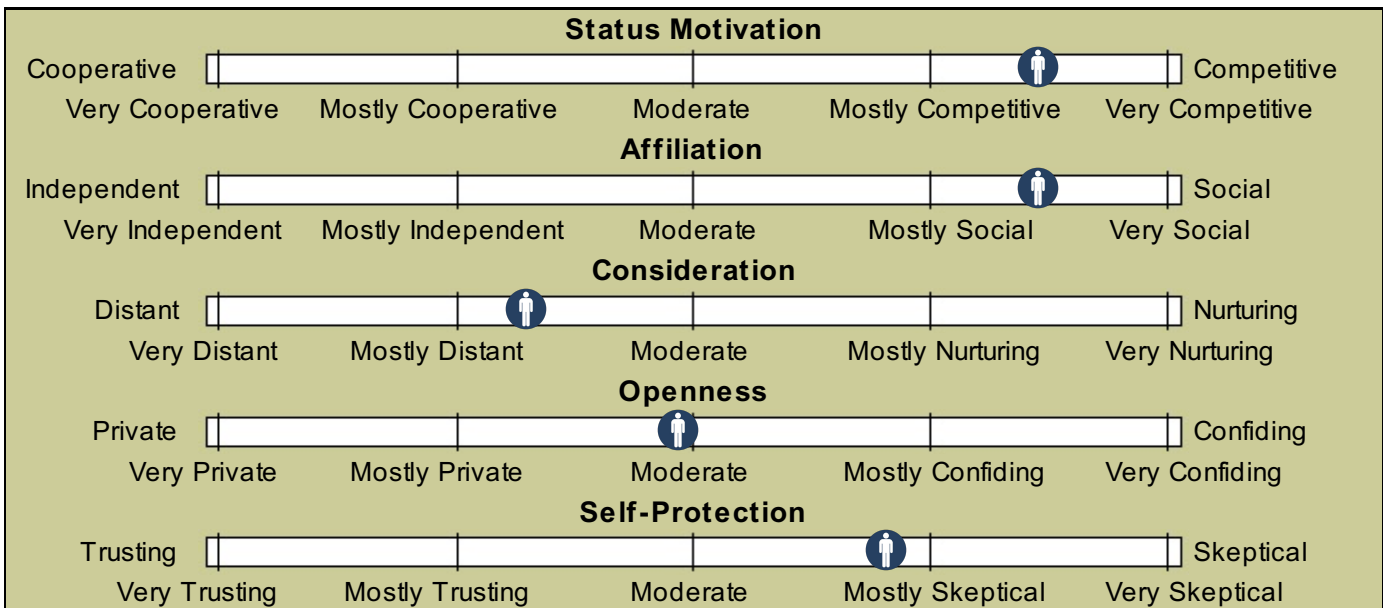 Status Motivation
Cooperative Competitive
Very Cooperative Mostly Cooperative Moderate Mostly Competitive Very Competitive
Affiliation
Independent Social
Very Independent Mostly Independent Moderate Mostly Social Very Social
Consideration
Distant Nurturing
Very Distant Mostly Distant Moderate Mostly Nurturing Very Nurturing
Openness
Private Confiding
Very Private Mostly Private Moderate Mostly Confiding Very Confiding
Self-Protection
Trusting Skeptical
Very Trusting Mostly Trusting Moderate Mostly Skeptical Very Skeptical